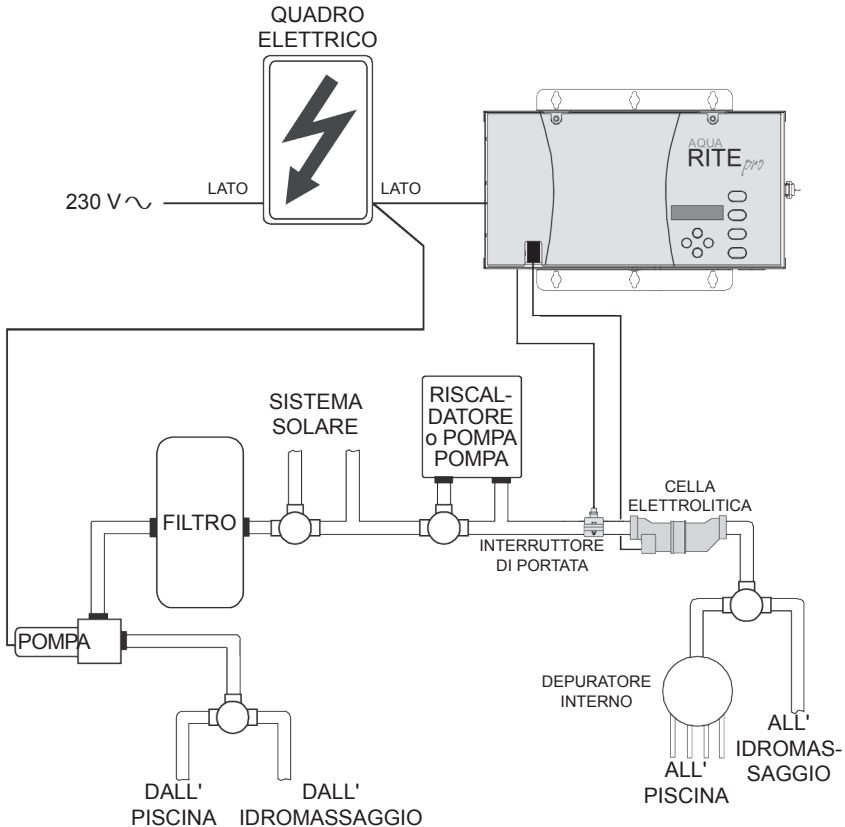 QUADRO
ELETTRICO
230 V
LATO
LATO
AQUA
RITE pro
SISTEMA
SOLARE
RISCAL-
DATORE
o POMPA
POMPA
FILTRO
CELLA
ELETTROLITICA
INTERRUTTORE
DI PORTATA
POMPA
DEPURATORE
INTERNO
ALL'
IDROMAS-
SAGGIO
ALL'
PISCINA
DALL'
PISCINA
DALL'
IDROMASSAGGIO